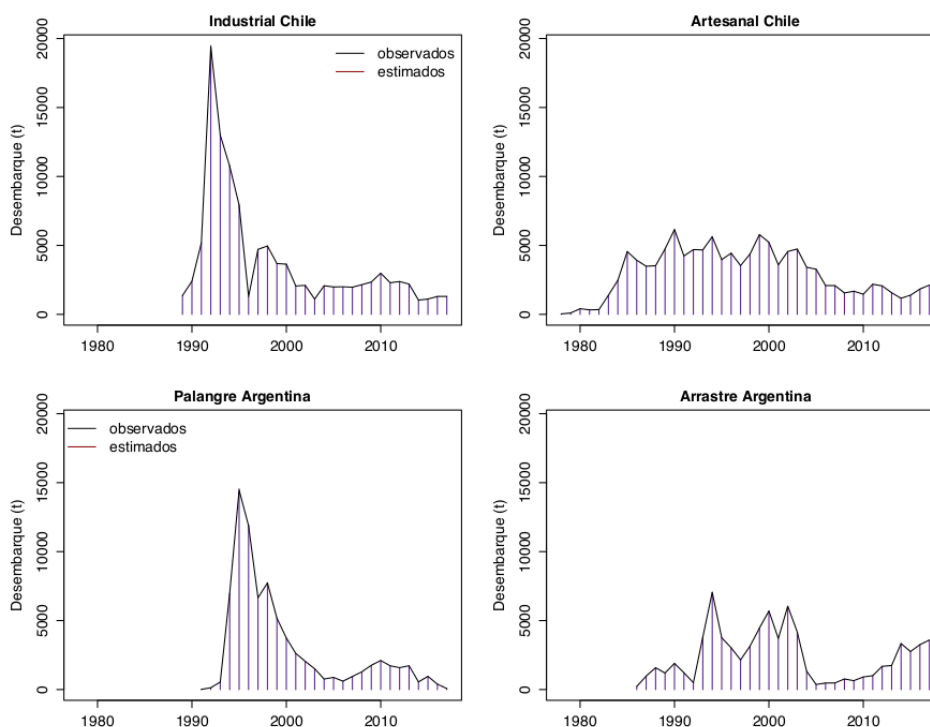 Industrial Chile
Desembarque (t)
0 5000 10000 15000 20000
observados
estimados
1980 1990 2000 2010
Artesanal Chile
Desembarque (t)
0 5000 10000 15000 20000
1980 1990 2000 2010
Palangre Argentina
Desembarque (t)
0 5000 10000 15000 20000
observados
estimados
1980 1990 2000 2010
Arrastre Argentina
Desembarque (t)
0 5000 10000 15000 20000
1980 1990 2000 2010